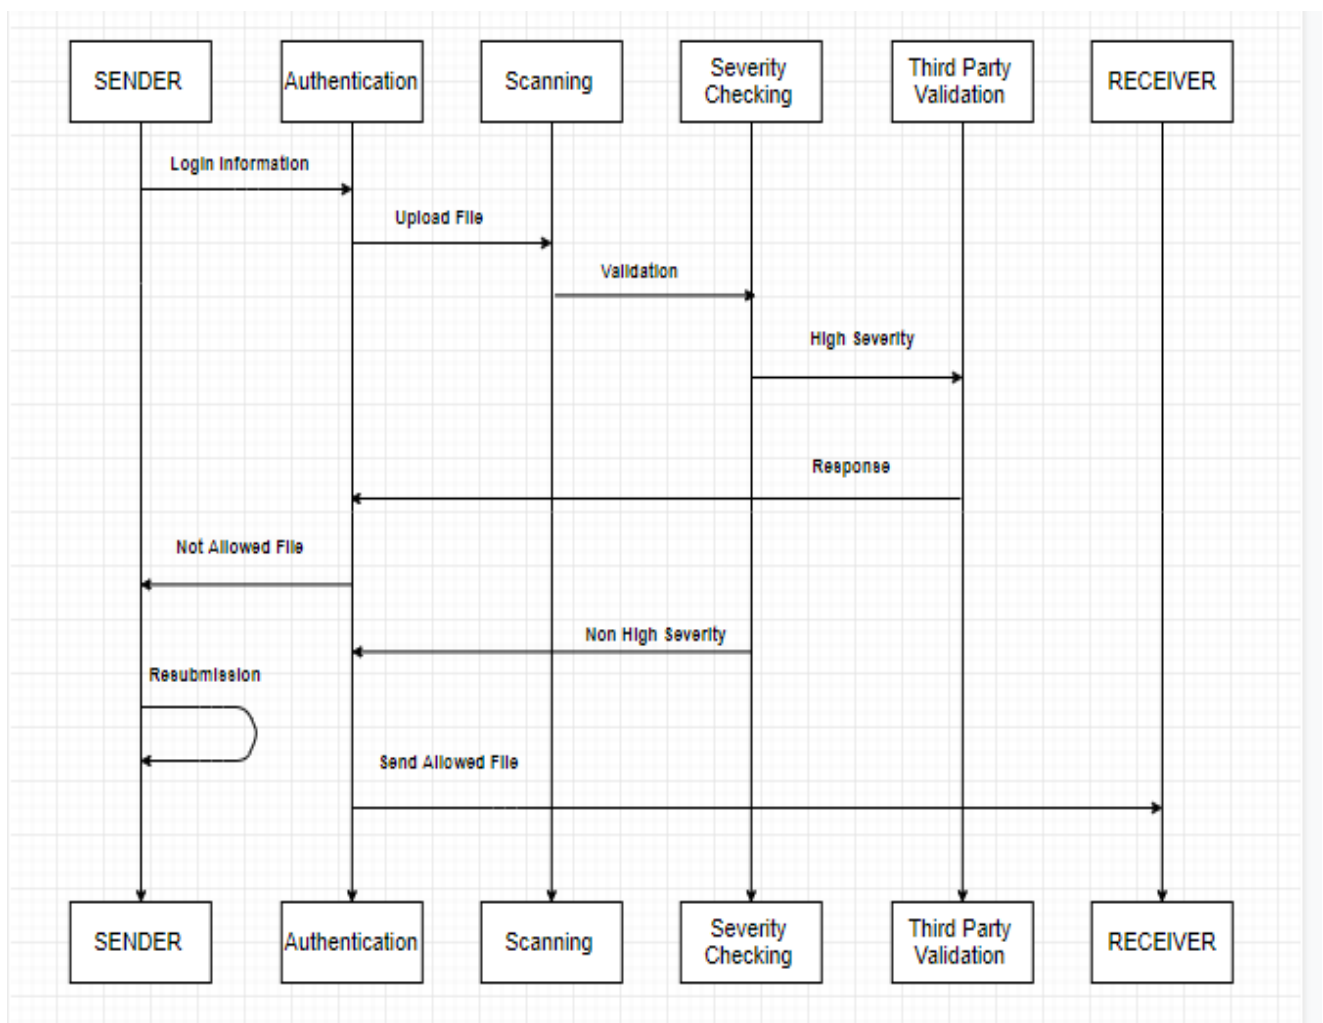 SENDER
Authentication
Scanning
Severity
Checking
Third Party
Validation
RECEIVER
Login Information
Upload File
Validation
High Severity
Response
Not Allowed File
Non High Severity
Resubmission
Send Allowed File
SENDER
Authentication
Scanning
Severity
Checking
Third Party
Validation
RECEIVER